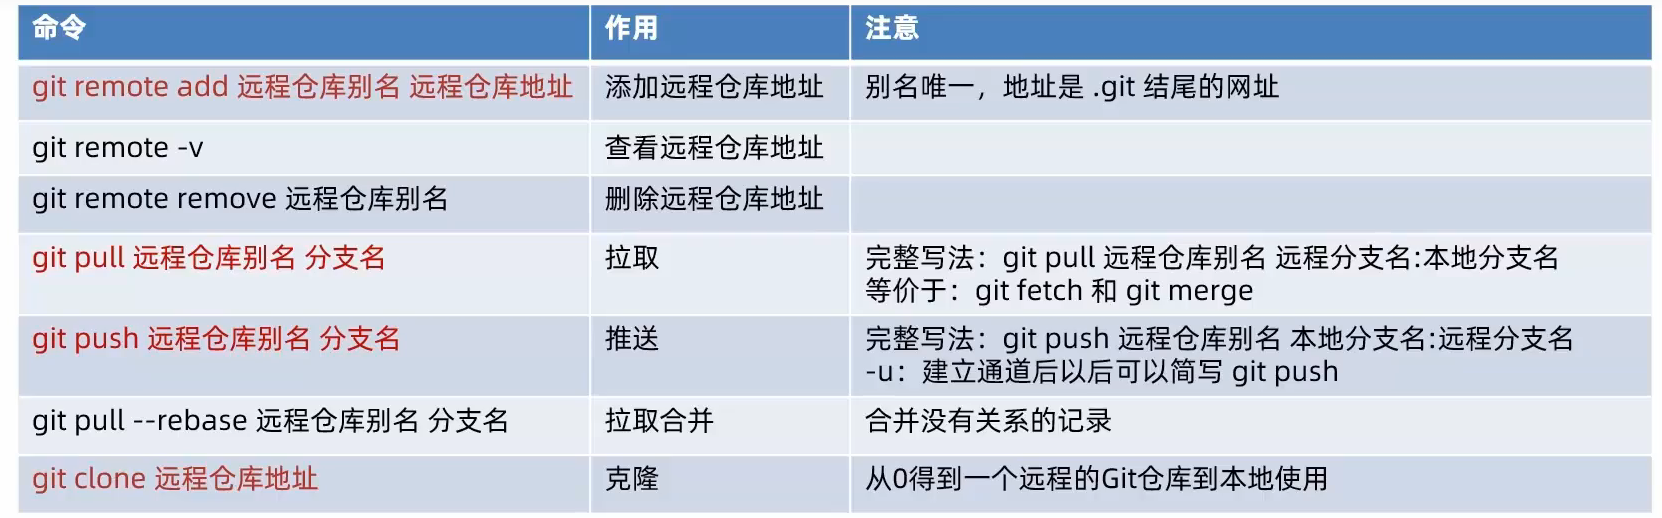 命令 作用 注意
git remote add 远程仓库别名 远程仓库地址 添加远程仓库地址 别名唯一，地址是 .git 结尾的网址
git remote -v 查看远程仓库地址
git remote remove 远程仓库别名 删除远程仓库地址
git pull 远程仓库别名 分支名 拉取 完整写法：git pull 远程仓库别名 远程分支名:本地分支名
等价于：git fetch 和 git merge
git push 远程仓库别名 分支名 推送 完整写法：git push 远程仓库别名 本地分支名:远程分支名
-u：建立通道后以后可以简写 git push
git pull --rebase 远程仓库别名 分支名 拉取合并 合并没有关系的记录
git clone 远程仓库地址 克隆 从0得到一个远程的Git仓库到本地使用